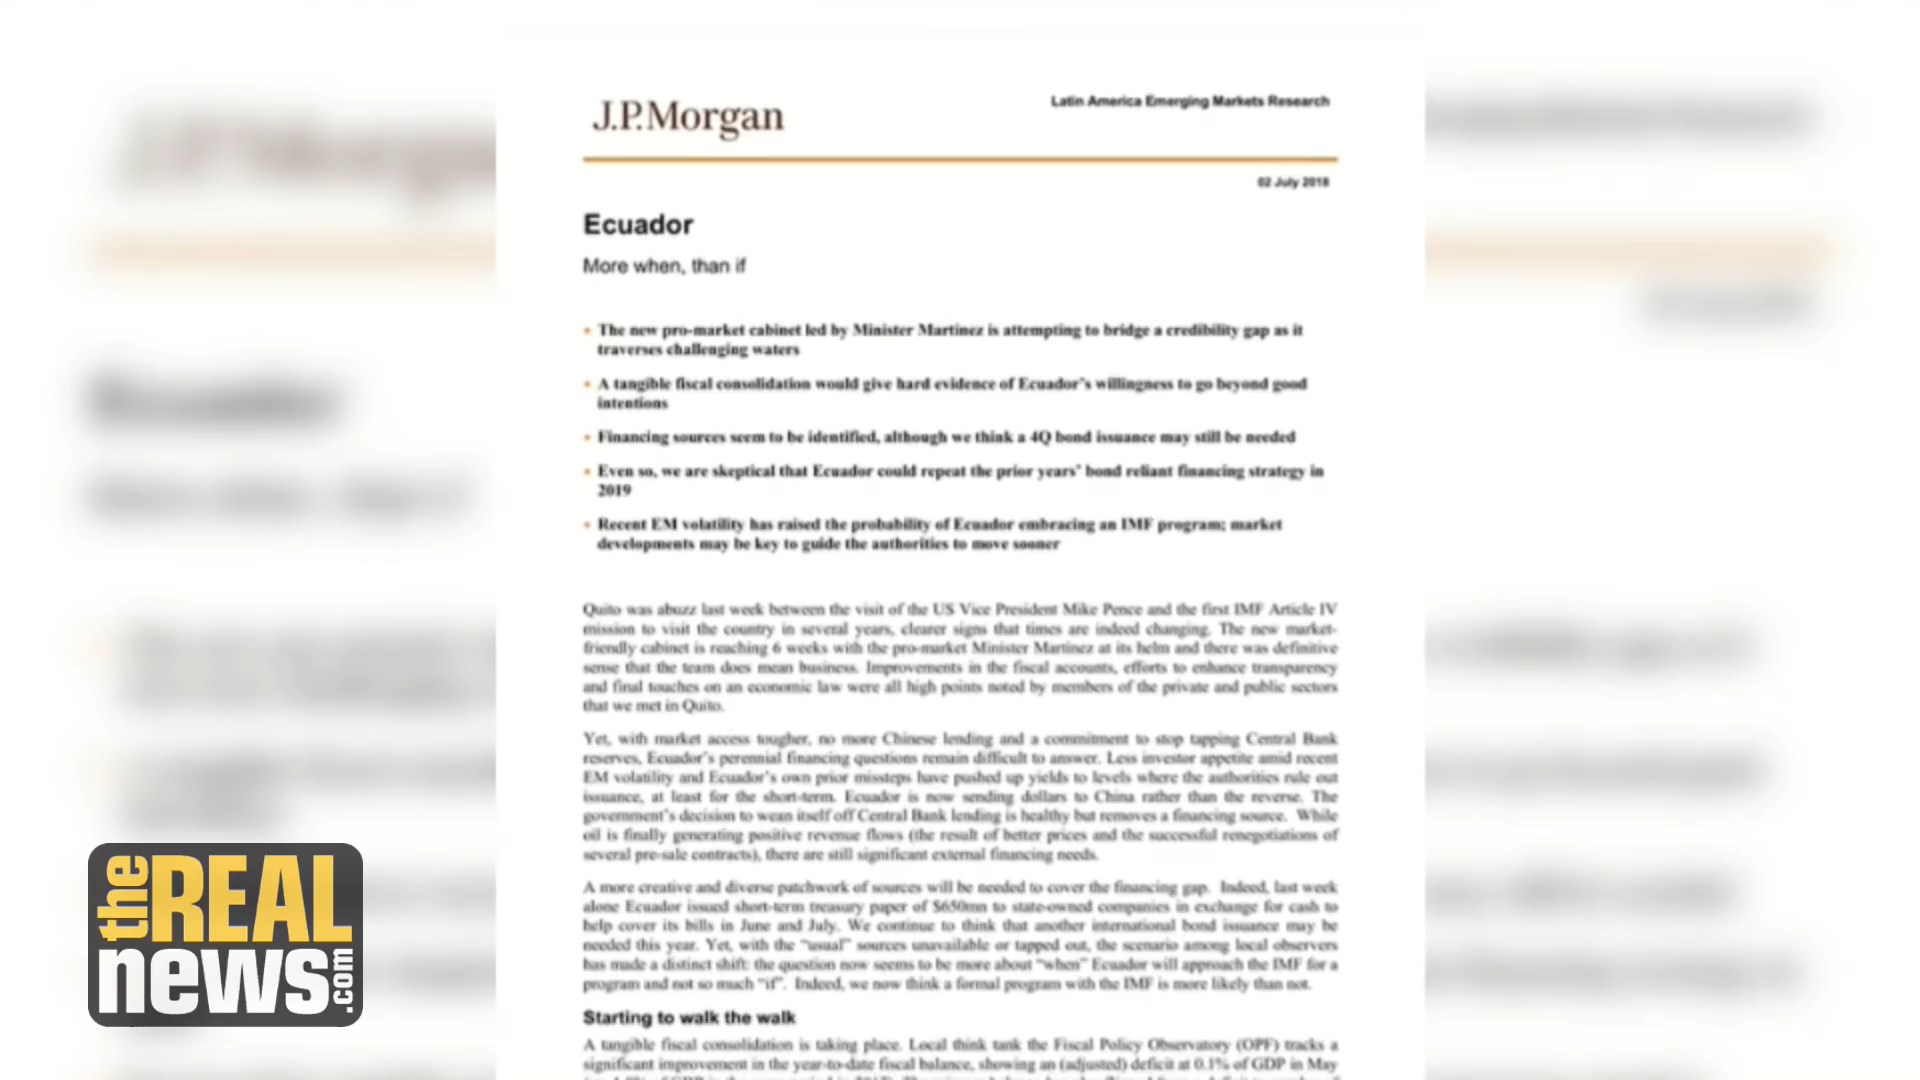 J.P.Morgan
Latin America Emerging Markets Research
02 July 2018
Ecuador
More when, than if
• The new pro-market cabinet led by Minister Martinez is attempting to bridge a credibility gap as it
traverses challenging waters
• A tangible fiscal consolidation would give hard evidence of Ecuador's willingness to go beyond good
intentions
• Financing sources seem to be identified, although we think a 4Q bond issuance may still be needed
• Even so, we are skeptical that Ecuador could repeat the prior years' bond reliant financing strategy in
2019
• Recent EM volatility has raised the probability of Ecuador embracing an IMF program; market
developments may be key to guide the authorities to move sooner
Quito was abuzz last week between the visit of the US Vice President Mike Pence and the first IMF Article IV
mission to visit the country in several years, clearer signs that times are indeed changing. The new market-
friendly cabinet is reaching 6 weeks with the pro-market Minister Martinez at its helm and there was definitive
sense that the team does mean business. Improvements in the fiscal accounts, efforts to enhance transparency
and final touches on an economic law were all high points noted by members of the private and public sectors
that we met in Quito.
Yet, with market access tougher, no more Chinese lending and a commitment to stop tapping Central Bank
reserves, Ecuador's perennial financing questions remain difficult to answer. Less investor appetite amid recent
EM volatility and Ecuador's own prior missteps have pushed up yields to levels where the authorities rule out
issuance, at least for the short-term. Ecuador is now sending dollars to China rather than the reverse. The
government's decision to wean itself off Central Bank lending is healthy but removes a financing source. While
oil is finally generating positive revenue flows (the result of better prices and the successful renegotiations of
several pre-sale contracts), there are still significant external financing needs.
A more creative and diverse patchwork of sources will be needed to cover the financing gap. Indeed, last week
alone Ecuador issued short-term treasury paper of $650mn to state-owned companies in exchange for cash to
help cover its bills in June and July. We continue to think that another international bond issuance may be
needed this year. Yet, with the "usual" sources unavailable or tapped out, the scenario among local observers
has made a distinct shift: the question now seems to be more about "when" Ecuador will approach the IMF for a
program and not so much "if". Indeed, we now think a formal program with the IMF is more likely than not.
Starting to walk the walk
A tangible fiscal consolidation is taking place. Local think tank the Fiscal Policy Observatory (OPF) tracks a
significant improvement in the year-to-date fiscal balance, showing an (adjusted) deficit at 0.1% of GDP in May
the REAL
news.com